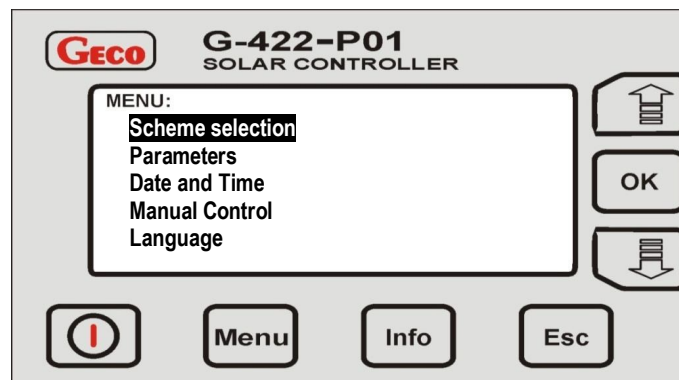 GECO
G-422-P01
SOLAR CONTROLLER
MENU:
Scheme selection
Parameters
Date and Time
Manual Control
Language
OK
Menu
Info
Esc